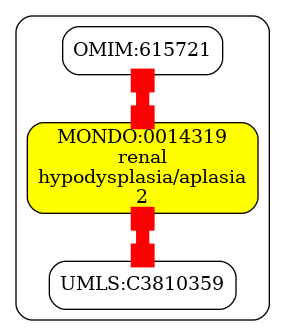 OMIM:615721
MONDO:0014319
renal
hypodysplasia/aplasia
2
UMLS:C3810359